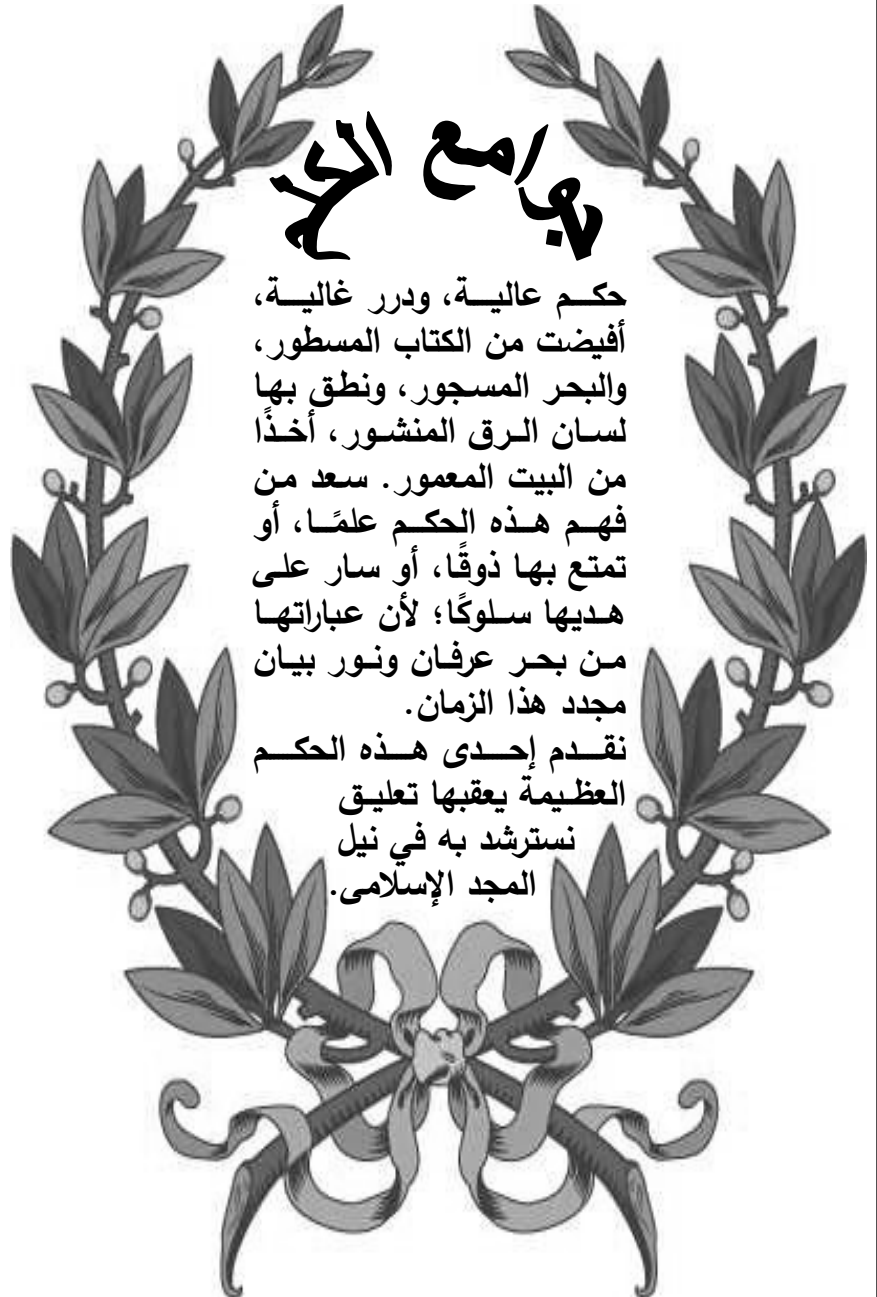 جوامع الكلم
حكم عالية، ودرر غالية،
أفيضت من الكتاب المسطور،
والبحر المسجور، ونطق بها
لسان الرق المنشور، أخذًا
من البيت المعمور. سعد من
فهم هذه الحكم علمًا، أو
تمتع بها ذوقًا، أو سار على
هديها سلوكًا؛ لأن عباراتها
من بحر عرفان ونور بيان
مجدد هذا الزمان.
نقدم إحدى هذه الحكم
العظيمة يعقبها تعليق
نسترشد به في نيل
المجد الإسلامى.